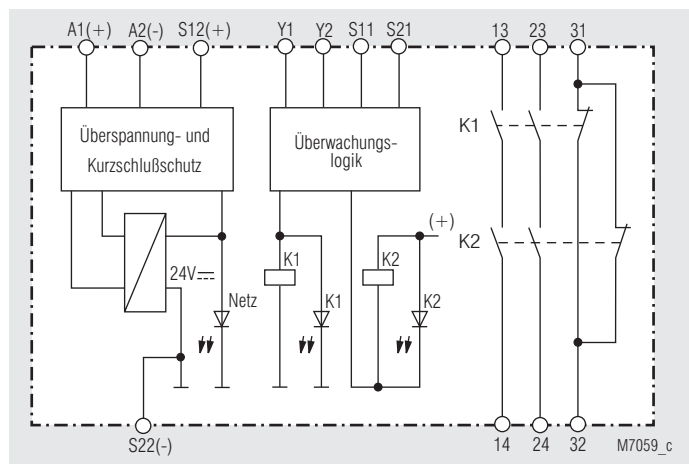 A1(+) A2(-) S12(+) Y1 Y2 S11 S21 13 23 31
Überspannung- und
Kurzschlußschutz
Überwachungs-
logik
K1
(+)
K2
24V
K1
K2
Netz
K1
K2
S22(-)
14 24 32
M7059_c